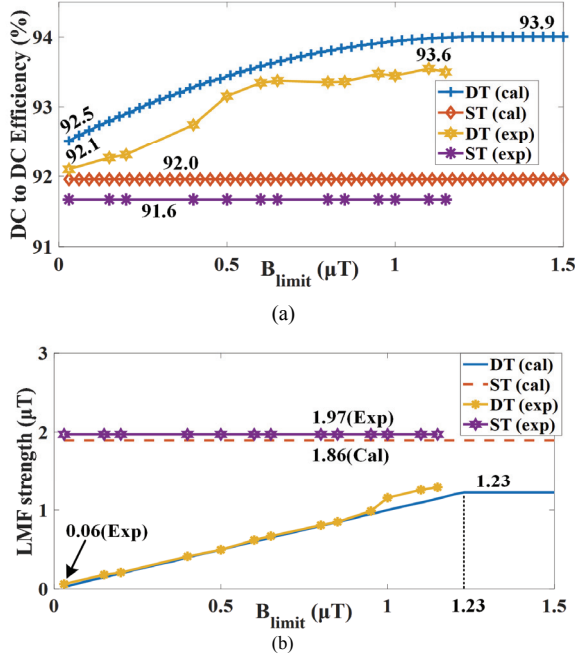 DC to DC Efficiency (%)
94
93
92
91
93.9
92.5
93.6
92.1
92.0
91.6
DT (cal)
ST (cal)
DT (exp)
ST (exp)
0
0.5
1
1.5
B_limit (µT)
(a)
LMF strength (µT)
3
2
1
0
DT (cal)
ST (cal)
DT (exp)
ST (exp)
1.97(Exp)
1.86(Cal)
1.23
0.06(Exp)
0
0.5
1
1.23
1.5
B_limit (µT)
(b)